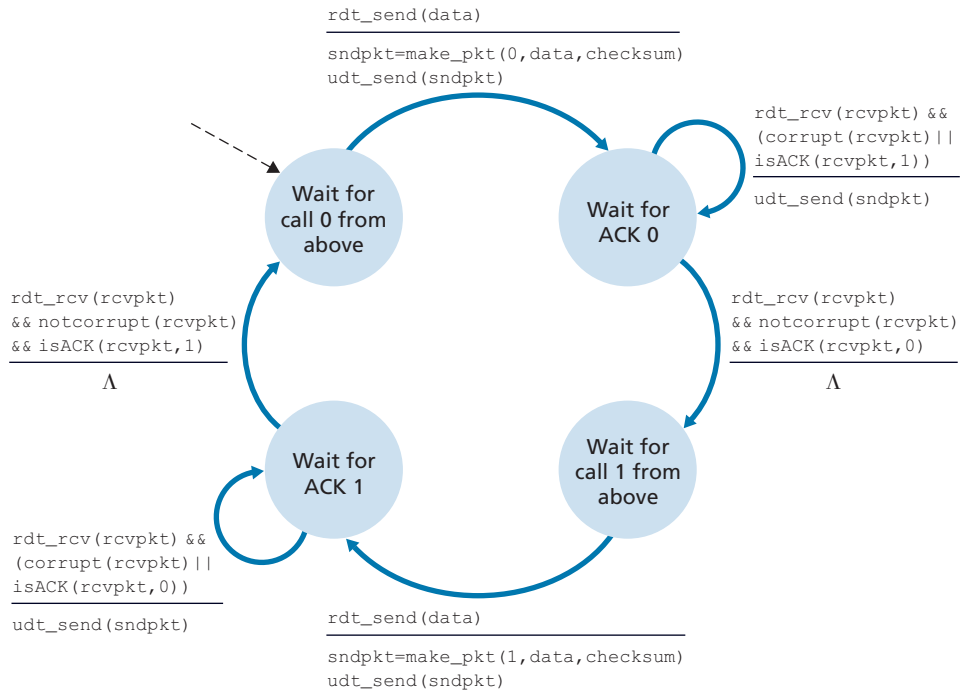 rdt_send(data)
sndpkt=make_pkt(0,data,checksum)
udt_send(sndpkt)
rdt_rcv(rcvpkt) &&
(corrupt(rcvpkt)||
isACK(rcvpkt,1))
udt_send(sndpkt)
Wait for
call 0 from
above
Wait for
ACK 0
rdt_rcv(rcvpkt)
&& notcorrupt(rcvpkt)
&& isACK(rcvpkt,1)
Λ
rdt_rcv(rcvpkt)
&& notcorrupt(rcvpkt)
&& isACK(rcvpkt,0)
Λ
Wait for
ACK 1
Wait for
call 1 from
above
rdt_rcv(rcvpkt) &&
(corrupt(rcvpkt)||
isACK(rcvpkt,0))
udt_send(sndpkt)
rdt_send(data)
sndpkt=make_pkt(1,data,checksum)
udt_send(sndpkt)